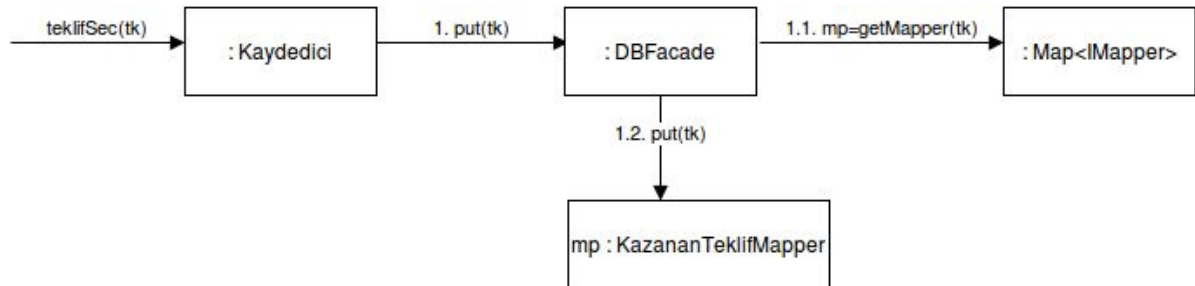 teklifSec(tk)
: Kaydedici
1. put(tk)
: DBFacade
1.1. mp=getMapper(tk)
: Map<IMapper>
1.2. put(tk)
mp : KazananTeklifMapper